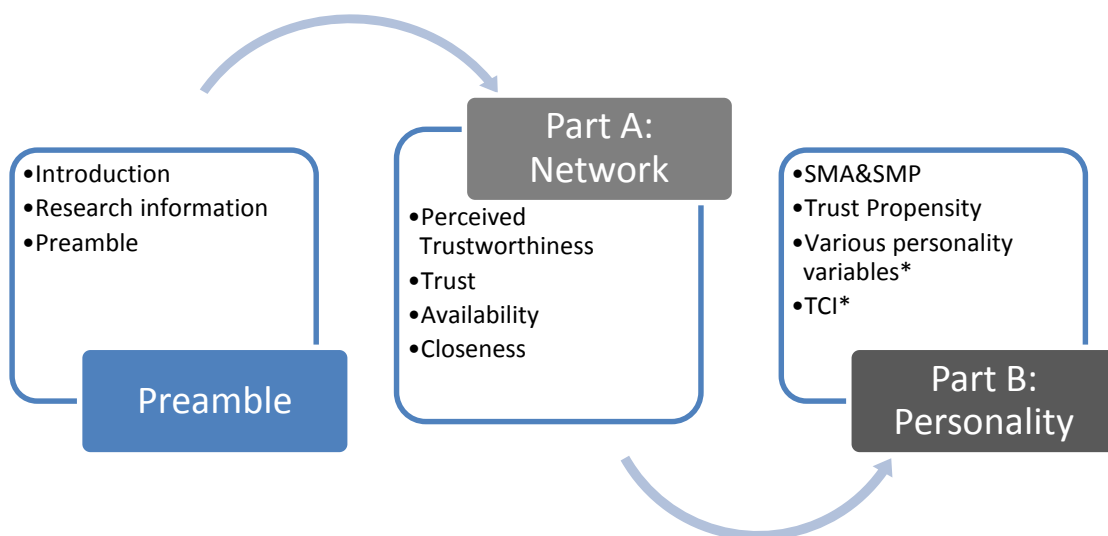 •Introduction
•Research information
•Preamble
Preamble
Part A:
Network
•Perceived
Trustworthiness
•Trust
•Availability
•Closeness
•SMA&SMP
•Trust Propensity
•Various personality
variables*
•TCI*
Part B:
Personality